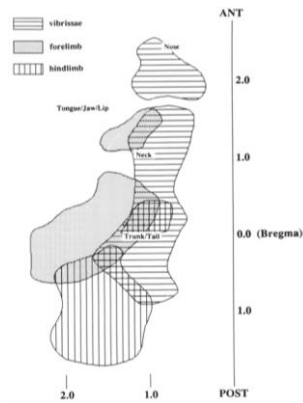 ANT
vibrissae
forelimb
hindlimb
Nose
2.0
Tongue/Jaw/Lip
1.0
Neck
Trunk/Tail
0.0 (Bregma)
1.0
2.0 1.0 POST